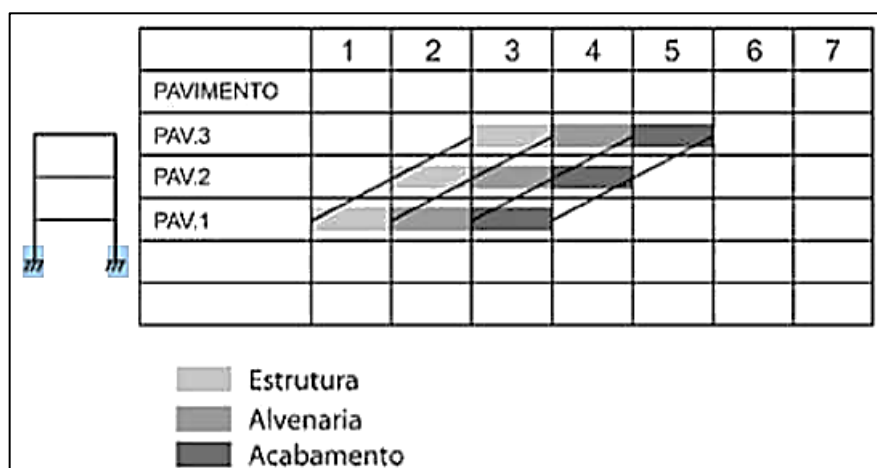 1 2 3 4 5 6 7
PAVIMENTO
PAV.3
PAV.2
PAV.1
Estrutura
Alvenaria
Acabamento